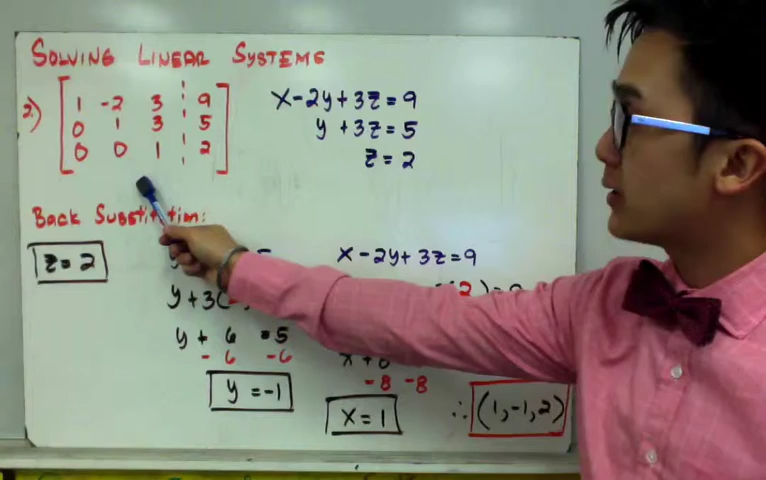 SOLVING LINEAR SYSTEMS
2.) [ 1 -2 3 | 9 ]
0 1 3 | 5
0 0 1 | 2
x-2y+3z=9
y+3z=5
z=2
Back Substitution:
z=2
y+3(
y+6=5
-6 -6
y=-1
x-2y+3z=9
-8 -8
x=1
∴ (1,-1,2)